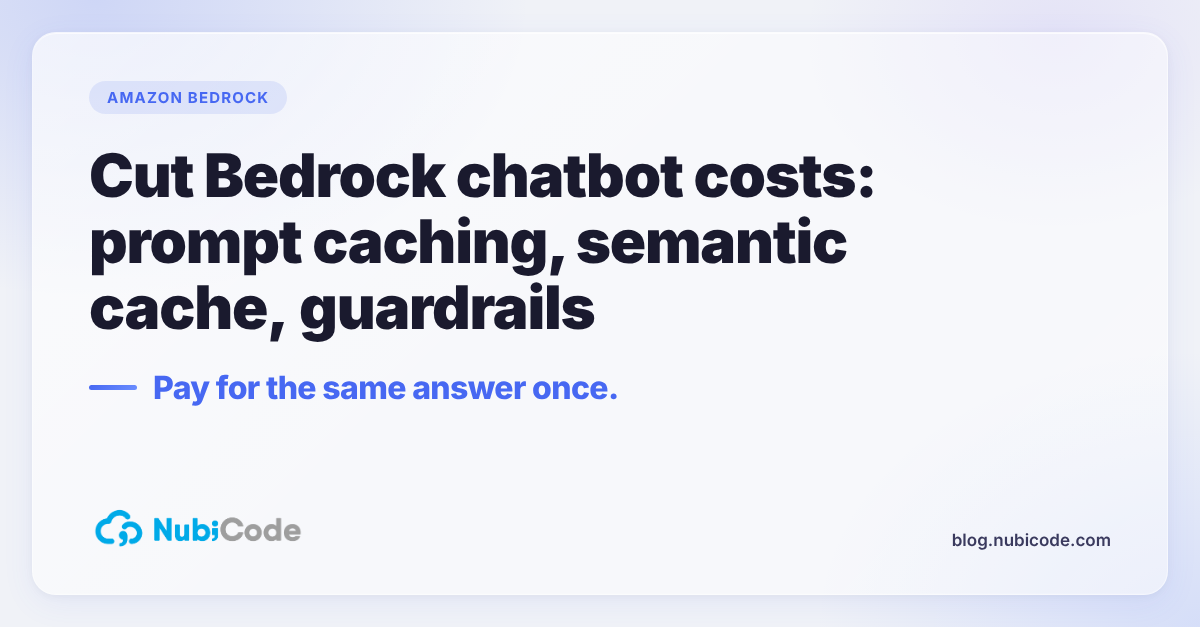 AMAZON BEDROCK
Cut Bedrock chatbot costs:
prompt caching, semantic
cache, guardrails
Pay for the same answer once.
NubiCode
blog.nubicode.com